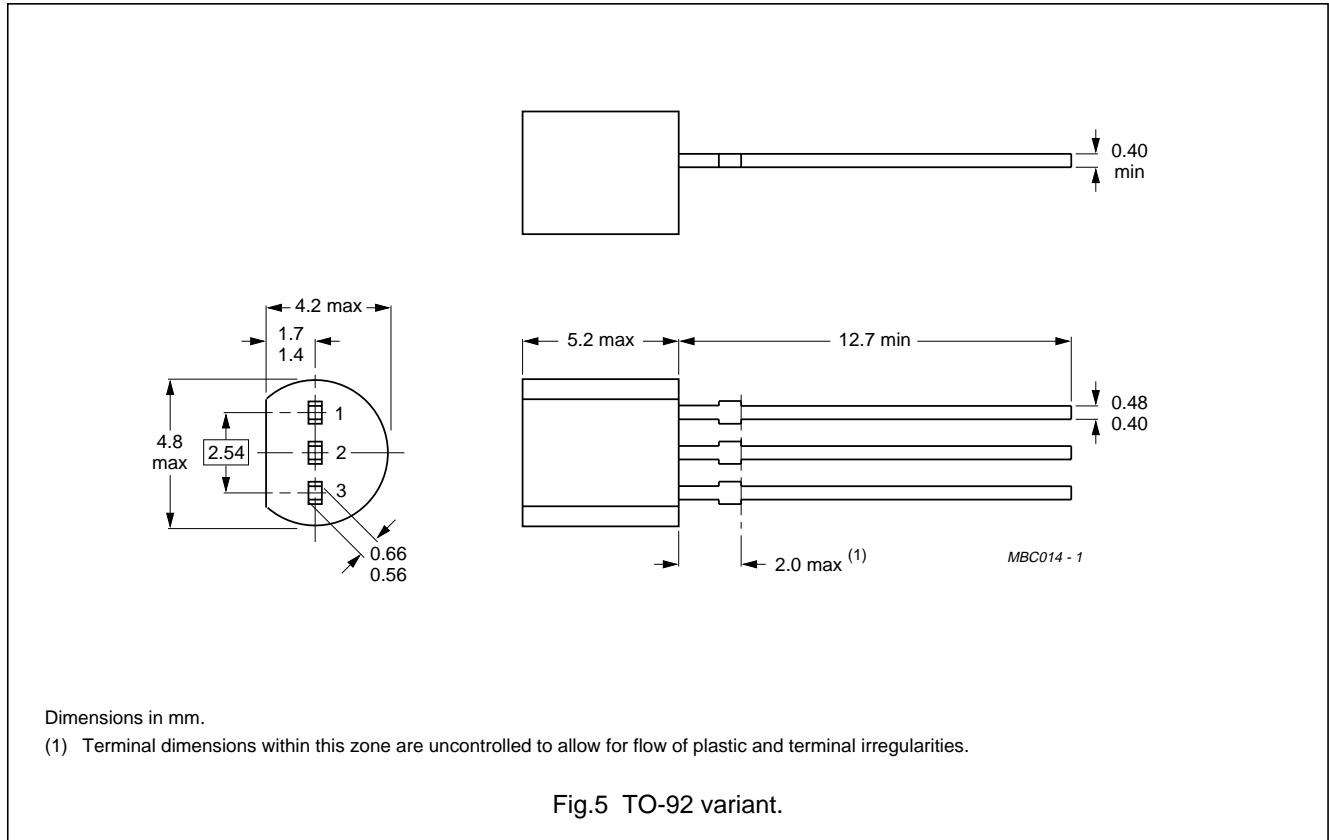 0.40
min
4.2 max
1.7
1.4
5.2 max
12.7 min
1
0.48
0.40
4.8
max
2.54
2
3
0.66
0.56
2.0 max (1)
MBC014 - 1
Dimensions in mm.
(1) Terminal dimensions within this zone are uncontrolled to allow for flow of plastic and terminal irregularities.
Fig.5 TO-92 variant.